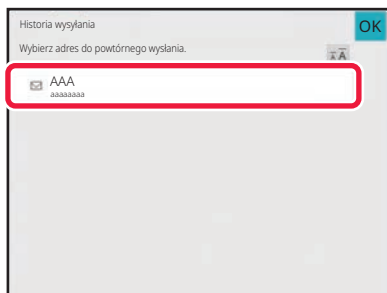 Historia wysyłania
OK
Wybierz adres do powtórnego wysłania.
AAA
aaaaaaaa